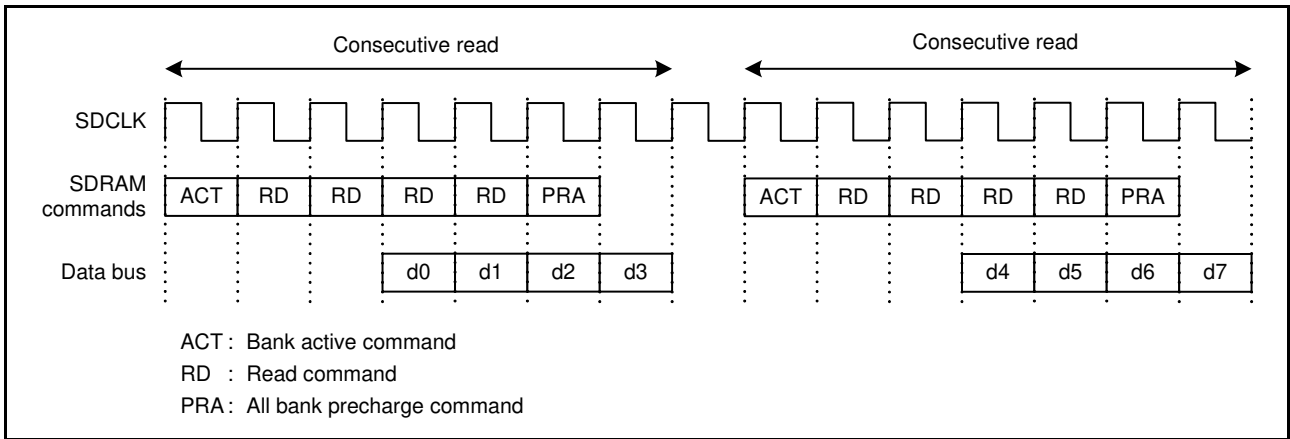 Consecutive read Consecutive read
SDCLK
SDRAM
commands
ACT RD RD RD RD PRA ACT RD RD RD RD PRA
Data bus d0 d1 d2 d3 d4 d5 d6 d7
ACT : Bank active command
RD : Read command
PRA : All bank precharge command